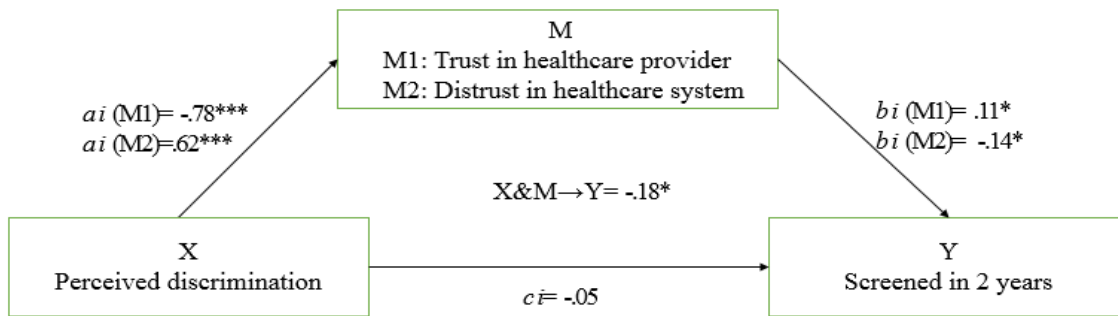 M
M1: Trust in healthcare provider
M2: Distrust in healthcare system
ai (M1)= -.78***
ai (M2)=.62***
bi (M1)= .11*
bi (M2)= -.14*
X&M→Y= -.18*
X
Perceived discrimination
Y
Screened in 2 years
ci= -.05